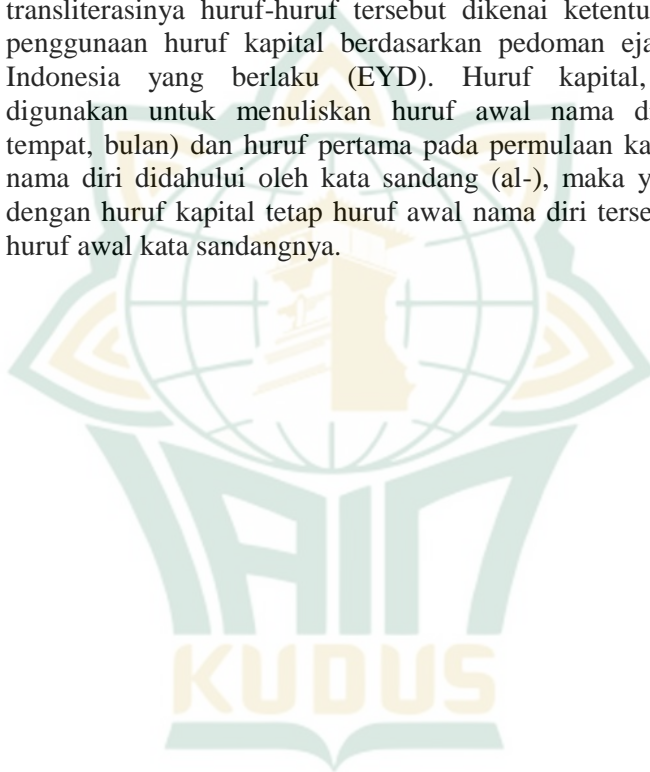 transliterasinya huruf-huruf tersebut dikenai ketentu
penggunaan huruf kapital berdasarkan pedoman eja
Indonesia yang berlaku (EYD). Huruf kapital,
digunakan untuk menuliskan huruf awal nama di
tempat, bulan) dan huruf pertama pada permulaan ka
nama diri didahului oleh kata sandang (al-), maka y
dengan huruf kapital tetap huruf awal nama diri terse
huruf awal kata sandangnya.
IAIN
KUDUS